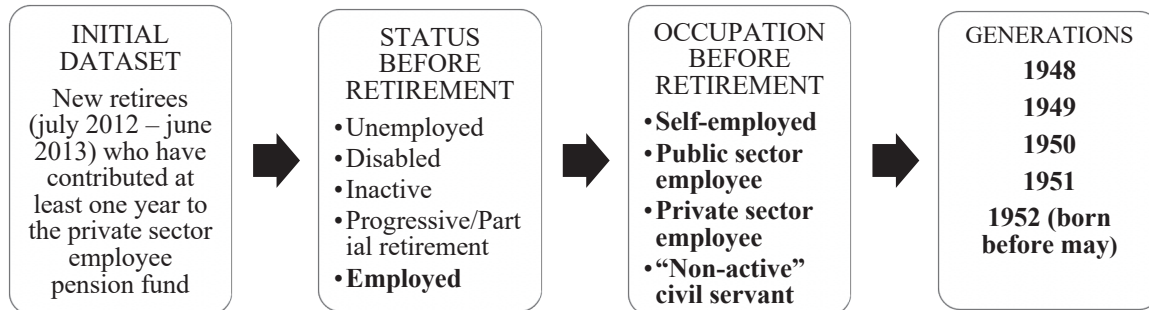 INITIAL
DATASET
New retirees
(july 2012 – june
2013) who have
contributed at
least one year to
the private sector
employee
pension fund
STATUS
BEFORE
RETIREMENT
•Unemployed
•Disabled
•Inactive
•Progressive/Part
ial retirement
•Employed
OCCUPATION
BEFORE
RETIREMENT
•Self-employed
•Public sector
employee
•Private sector
employee
•“Non-active”
civil servant
GENERATIONS
1948
1949
1950
1951
1952 (born
before may)